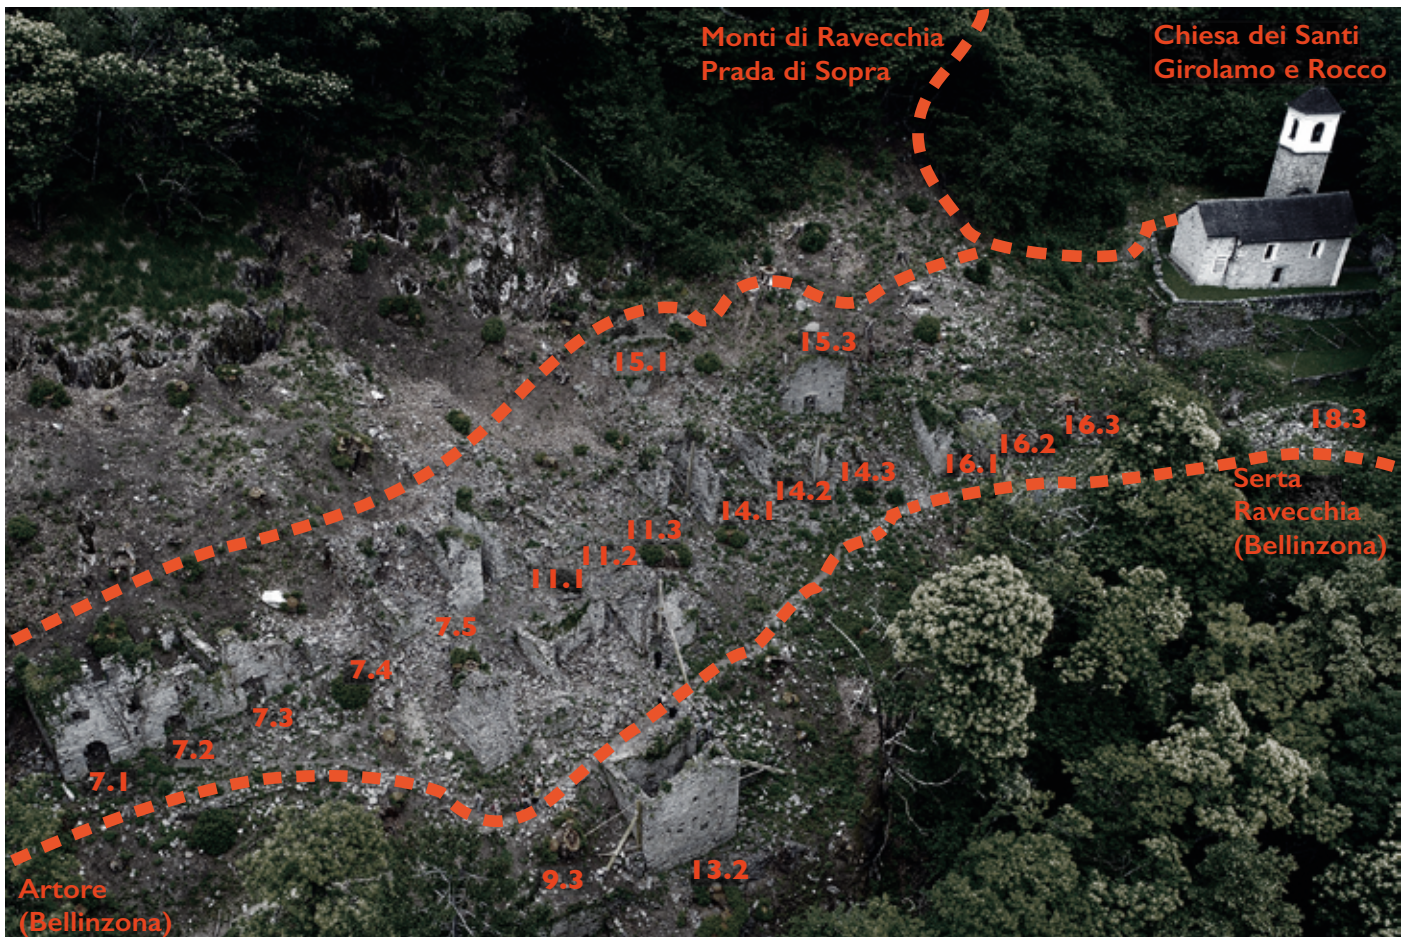 Monti di Ravecchia
Prada di Sopra
Chiesa dei Santi
Girolamo e Rocco
15.1
15.3
16.3
18.3
16.2
16.1
14.3
14.2
14.1
Serta
Ravecchia
(Bellinzona)
11.3
11.2
11.1
7.5
7.4
7.3
7.2
7.1
9.3
13.2
Artore
(Bellinzona)